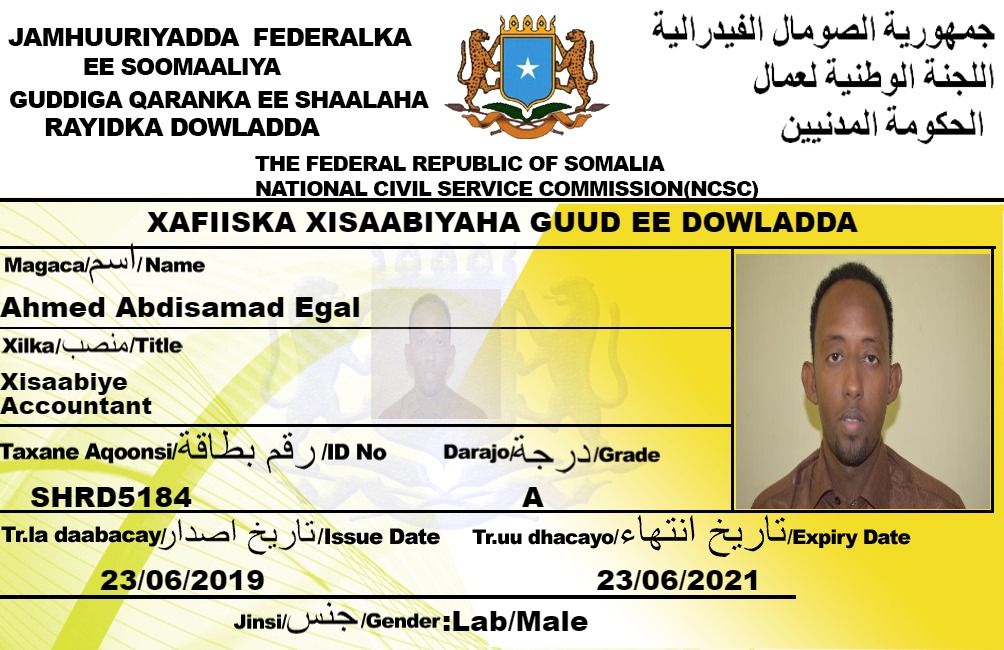 JAMHUURIYADDA FEDERALKA
EE SOOMAALIYA
GUDDIGA QARANKA EE SHAALAHA
RAYIDKA DOWLADDA
جمهورية الصومال الفيدرالية
اللجنة الوطنية لعمال
الحكومة المدنيين
THE FEDERAL REPUBLIC OF SOMALIA
NATIONAL CIVIL SERVICE COMMISSION(NCSC)
XAFIISKA XISAABIYAHA GUUD EE DOWLADDA
Magaca/اسم/Name
Ahmed Abdisamad Egal
Xilka/منصب/Title
Xisaabiye
Accountant
Taxane Aqoonsi/رقم بطاقة/ID No
SHRD5184
Darajo/درجة/Grade
A
Tr.la daabacay/تاريخ اصدار/Issue Date
23/06/2019
Tr.uu dhacayo/تاريخ انتهاء/Expiry Date
23/06/2021
Jinsi/جنس/Gender:Lab/Male